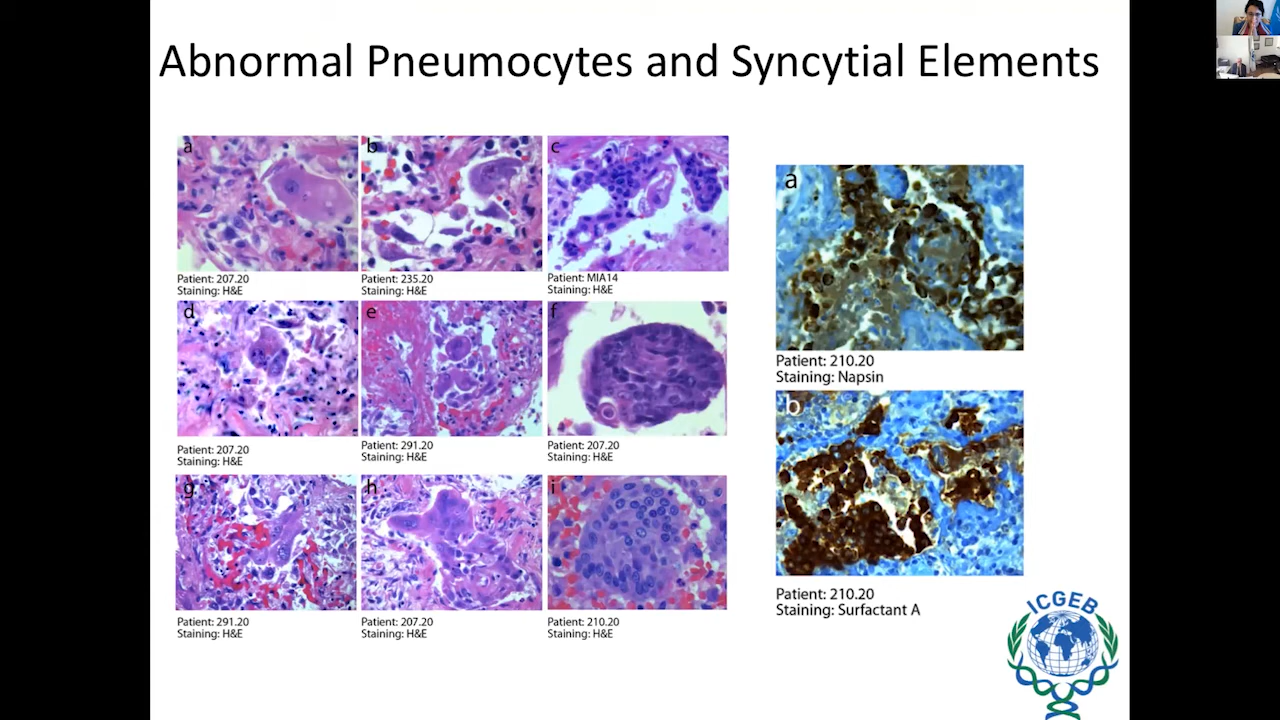 Abnormal Pneumocytes and Syncytial Elements
a
Patient: 207.20
Staining: H&E
b
Patient: 235.20
Staining: H&E
c
Patient: MIA14
Staining: H&E
d
Patient: 207.20
Staining: H&E
e
Patient: 291.20
Staining: H&E
f
Patient: 207.20
Staining: H&E
g
Patient: 291.20
Staining: H&E
h
Patient: 207.20
Staining: H&E
i
Patient: 210.20
Staining: H&E
a
Patient: 210.20
Staining: Napsin
b
Patient: 210.20
Staining: Surfactant A
ICGEB